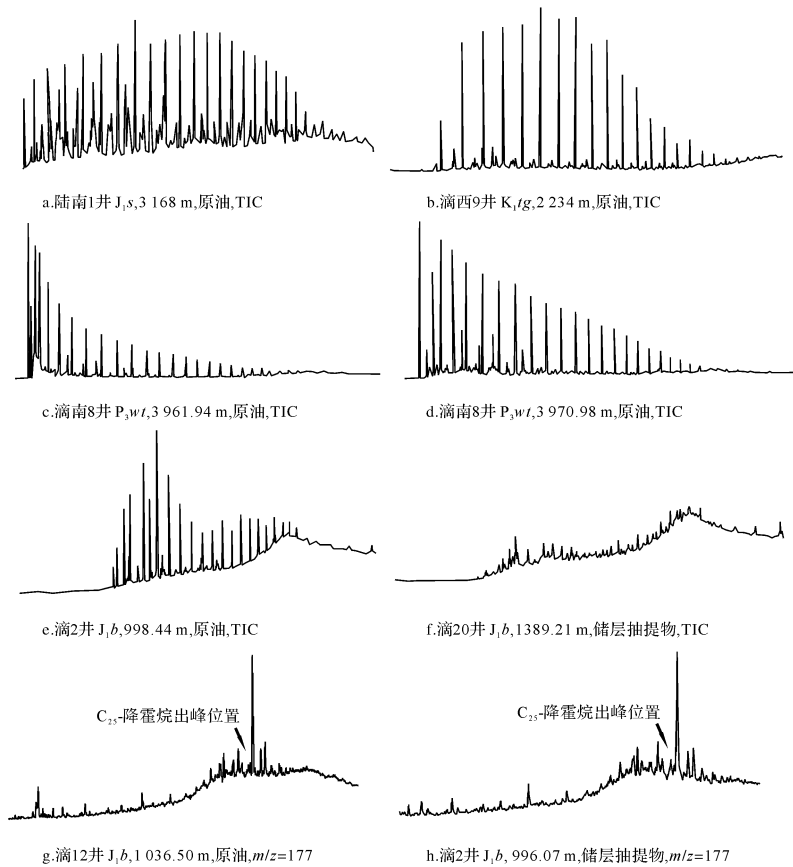 a.陆南1井 J₁s,3 168 m,原油,TIC
b.滴西9井 K₁tg,2 234 m,原油,TIC
c.滴南8井 P₃wt,3 961.94 m,原油,TIC
d.滴南8井 P₃wt,3 970.98 m,原油,TIC
e.滴2井 J₁b,998.44 m,原油,TIC
f.滴20井 J₁b,1389.21 m,储层抽提物,TIC
C₂₅-降霍烷出峰位置
C₂₅-降霍烷出峰位置
g.滴12井 J₁b,1 036.50 m,原油,m/z=177
h.滴2井 J₁b, 996.07 m,储层抽提物,m/z=177